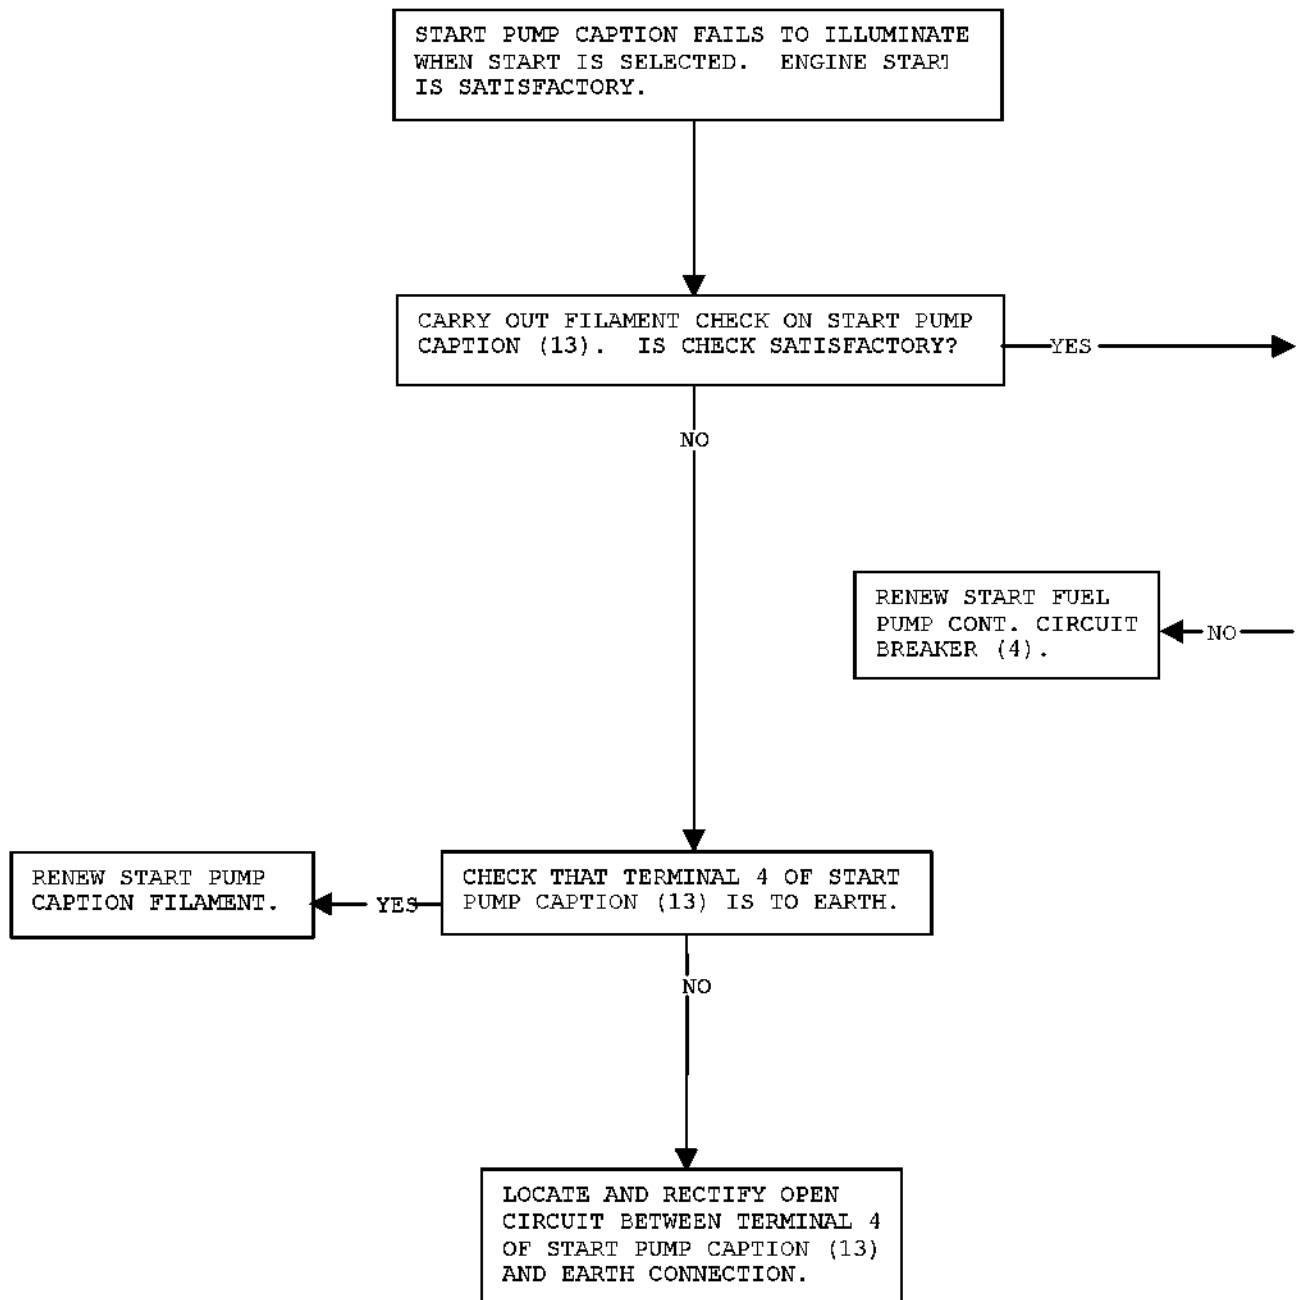 START PUMP CAPTION FAILS TO ILLUMINATE
WHEN START IS SELECTED. ENGINE START
IS SATISFACTORY.
CARRY OUT FILAMENT CHECK ON START PUMP
CAPTION (13). IS CHECK SATISFACTORY?
YES
NO
RENEW START FUEL
PUMP CONT. CIRCUIT
BREAKER (4).
NO
RENEW START PUMP
CAPTION FILAMENT.
YES
CHECK THAT TERMINAL 4 OF START
PUMP CAPTION (13) IS TO EARTH.
NO
LOCATE AND RECTIFY OPEN
CIRCUIT BETWEEN TERMINAL 4
OF START PUMP CAPTION (13)
AND EARTH CONNECTION.